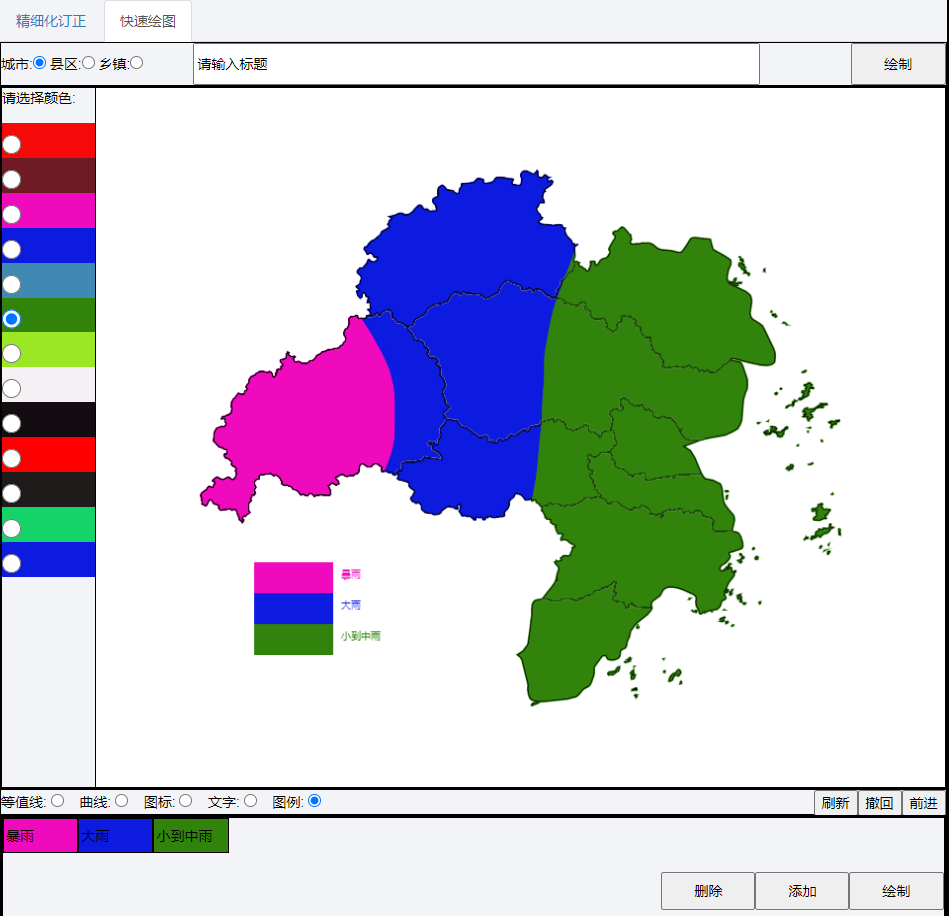 精细化订正 快速绘图
城市: 县区: 乡镇: 请输入标题 绘制
请选择颜色:
暴雨
大雨
小到中雨
等值线: 曲线: 图标: 文字: 图例: 刷新 撤回 前进
暴雨 大雨 小到中雨
删除 添加 绘制